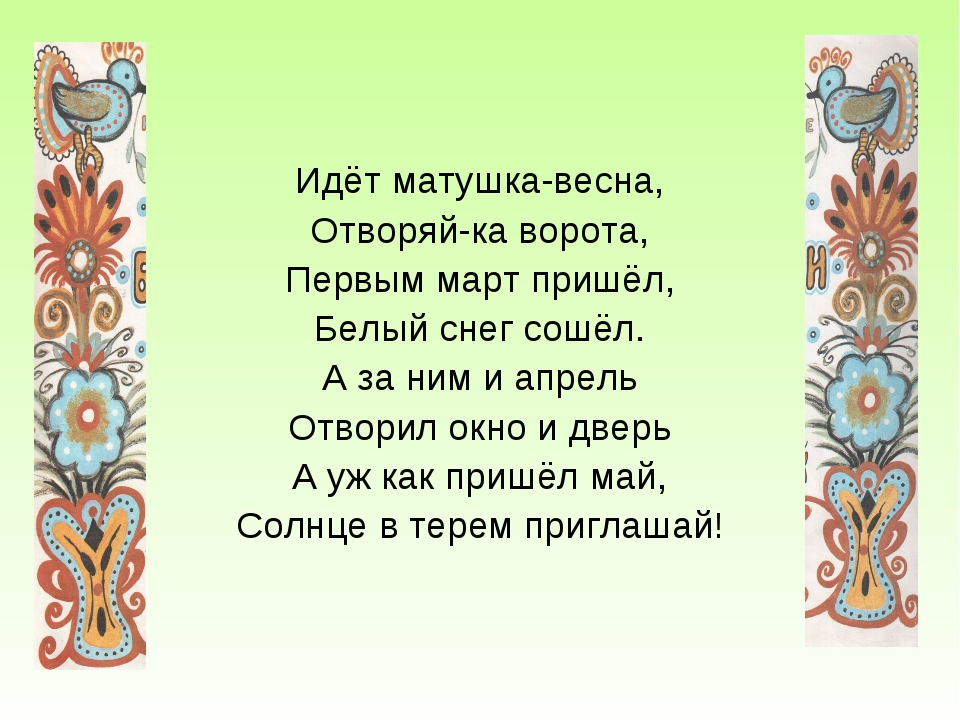 Идёт матушка-весна,
Отворяй-ка ворота,
Первым март пришёл,
Белый снег сошёл.
А за ним и апрель
Отворил окно и дверь
А уж как пришёл май,
Солнце в терем приглашай!